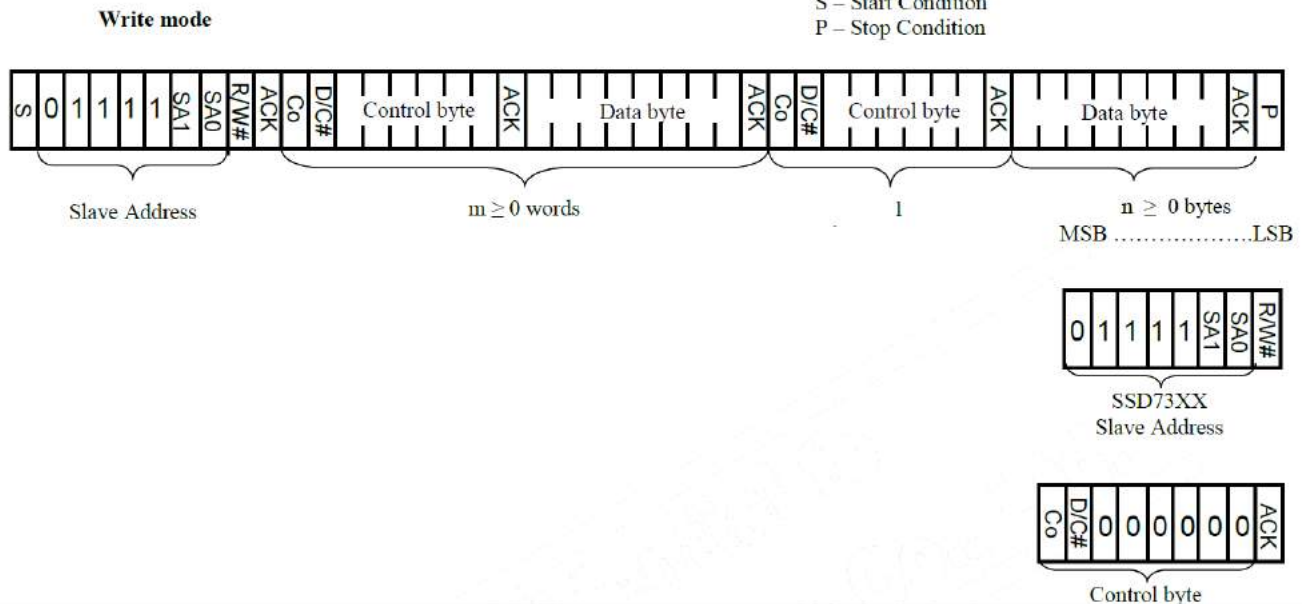 S – Start Condition
P – Stop Condition
Write mode
S 0 1 1 1 1 SA1 SA0 R/W# ACK Co D/C# Control byte ACK Data byte ACK Co D/C# Control byte ACK Data byte ACK P
Slave Address
m ≥ 0 words
1
n ≥ 0 bytes
MSB ....................LSB
0 1 1 1 1 SA1 SA0 R/W#
SSD73XX
Slave Address
Co D/C# 0 0 0 0 0 0 ACK
Control byte